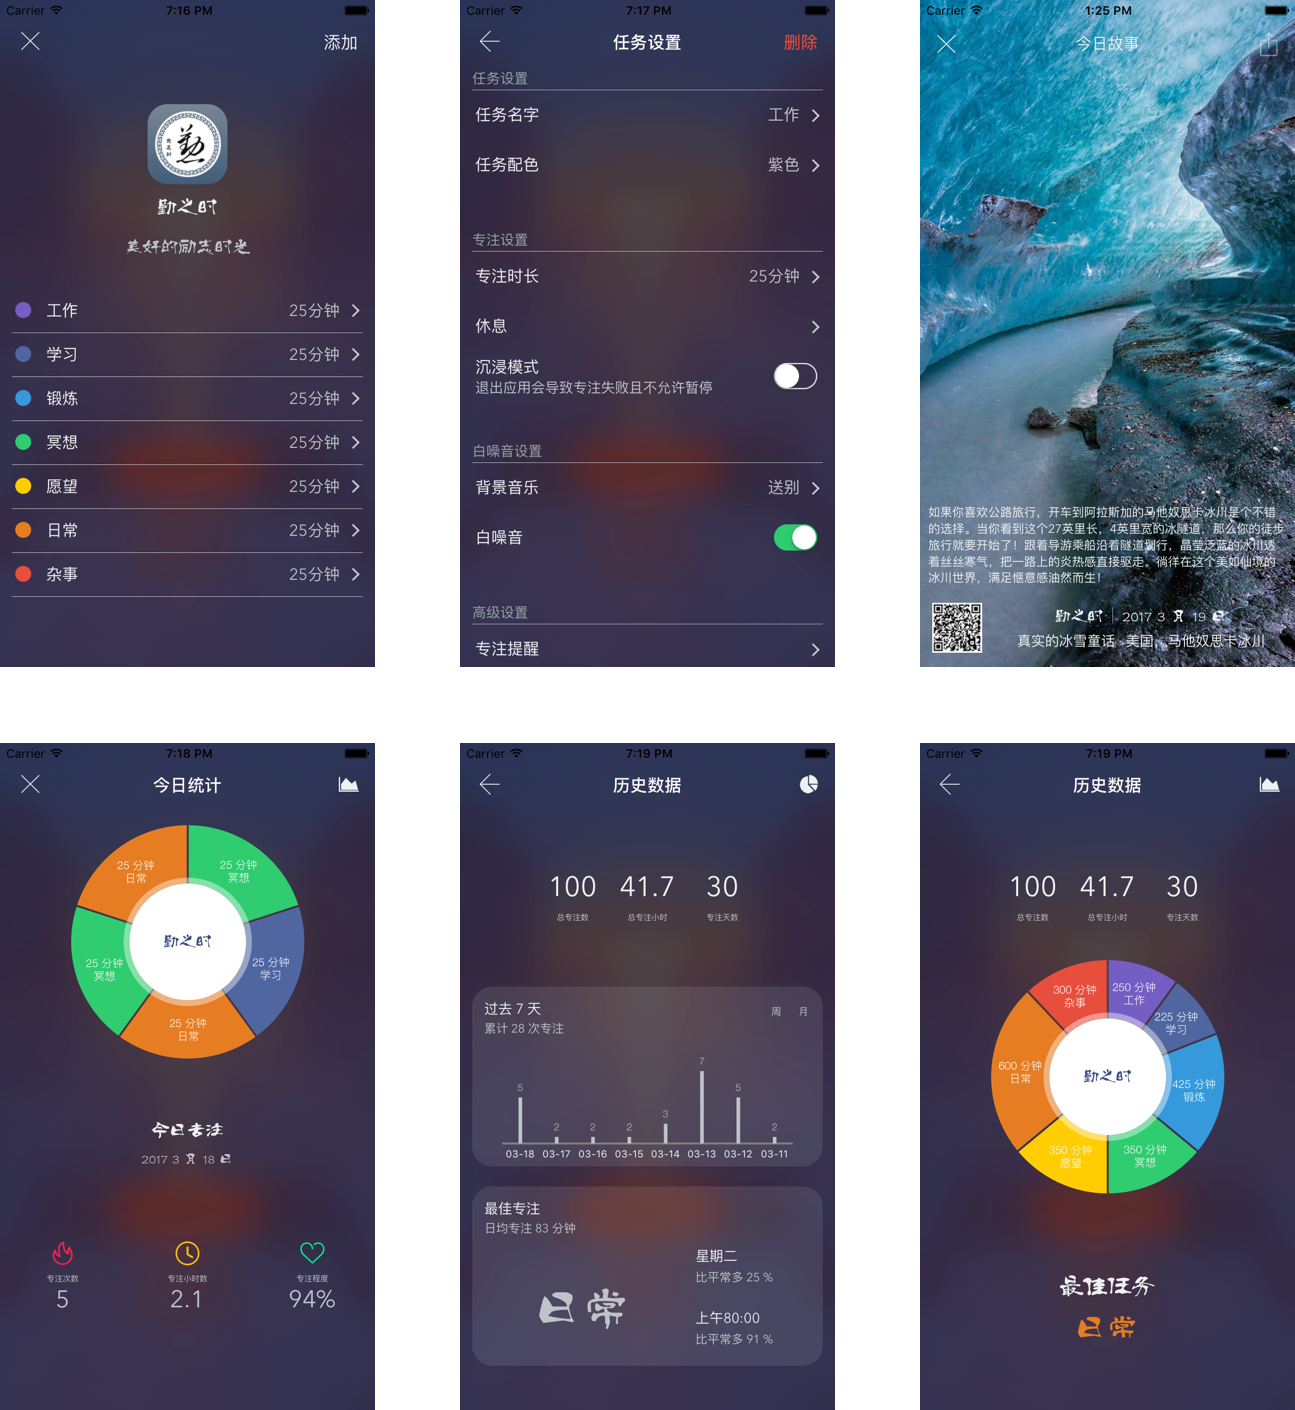 Carrier 7:16 PM
添加
勤
勤之时
美好的励志时光
工作 25分钟
学习 25分钟
锻炼 25分钟
冥想 25分钟
愿望 25分钟
日常 25分钟
杂事 25分钟
Carrier 7:17 PM
任务设置 删除
任务设置
任务名字 工作
任务配色 紫色
专注设置
专注时长 25分钟
休息
沉浸模式
退出应用会导致专注失败且不允许暂停
白噪音设置
背景音乐 送别
白噪音
高级设置
专注提醒
Carrier 1:25 PM
今日故事
如果你喜欢公路旅行，开车到阿拉斯加的马他奴思卡冰川是个不错
的选择。当你看到这个27英里长，4英里宽的冰隧道，那么你的徒步
旅行就要开始了！跟着导游乘船沿着隧道划行，晶莹泛蓝的冰川透
着丝丝寒气，把一路上的炎热感直接驱走。徜徉在这个美如仙境的
冰川世界，满足惬意感油然而生！
勤之时 2017 3 月 19 日
真实的冰雪童话 · 美国，马他奴思卡冰川
Carrier 7:18 PM
今日统计
25 分钟
日常
25 分钟
冥想
25 分钟
冥想
25 分钟
学习
25 分钟
日常
勤之时
今日专注
2017 3 月 18 日
专注次数 专注小时数 专注程度
5 2.1 94%
Carrier 7:19 PM
历史数据
100 41.7 30
总专注数 总专注小时 专注天数
过去 7 天
周 月
累计 28 次专注
5 2 2 2 3 7 5 2
03-18 03-17 03-16 03-15 03-14 03-13 03-12 03-11
最佳专注
日均专注 83 分钟
日常
星期二
比平常多 25 %
上午80:00
比平常多 91 %
Carrier 7:19 PM
历史数据
100 41.7 30
总专注数 总专注小时 专注天数
300 分钟
杂事
250 分钟
工作
225 分钟
学习
600 分钟
日常
425 分钟
锻炼
350 分钟
愿望
350 分钟
冥想
勤之时
最佳任务
日常